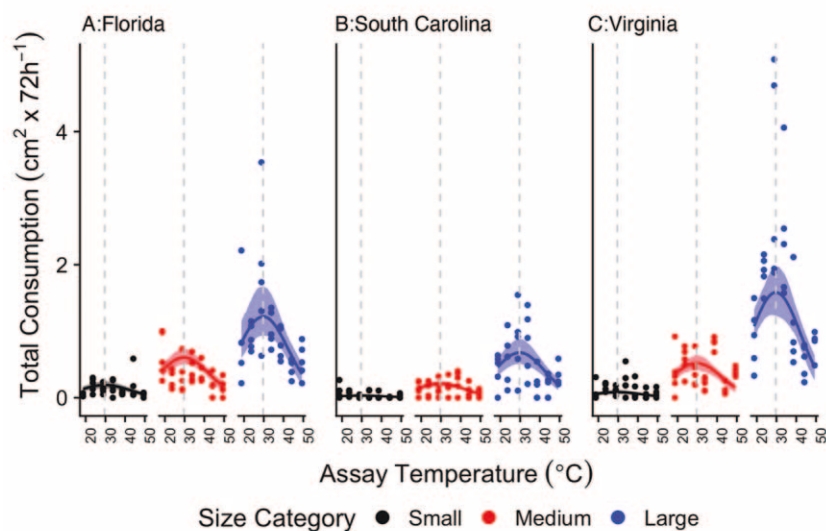 A:Florida B:South Carolina C:Virginia
Total Consumption (cm² x 72h⁻¹)
4
2
0
20 30 40 50 20 30 40 50 20 30 40 50 20 30 40 50 20 30 40 50 20 30 40 50 20 30 40 50 20 30 40 50 20 30 40 50
Assay Temperature (°C)
Size Category Small Medium Large